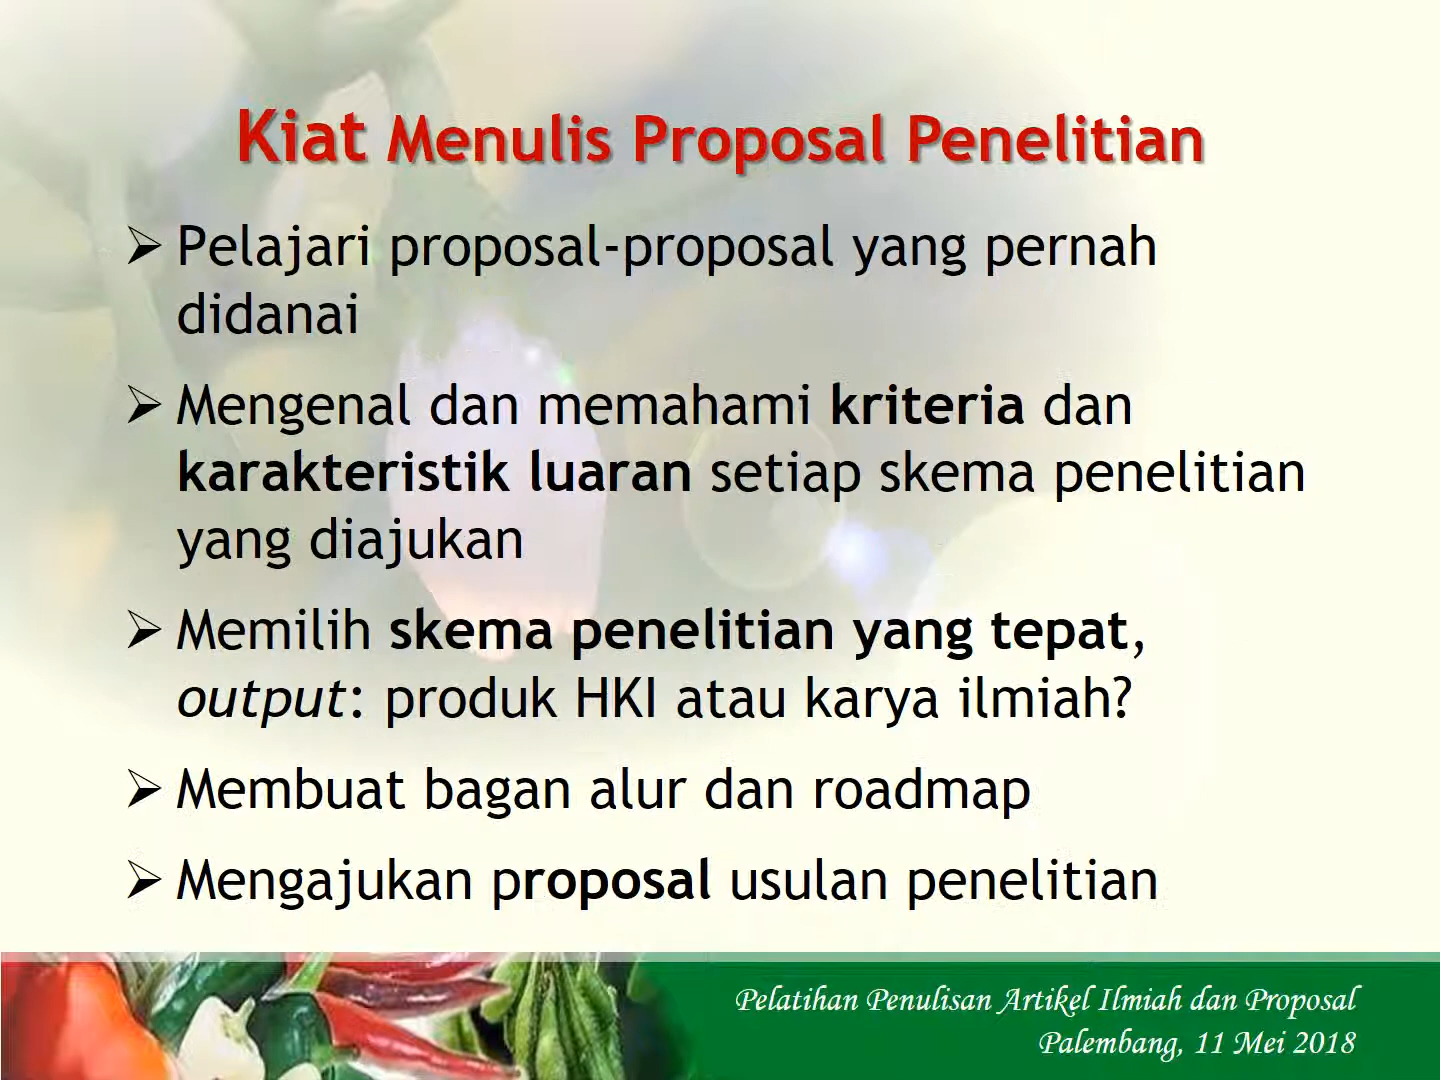 Kiat Menulis Proposal Penelitian
➢ Pelajari proposal-proposal yang pernah
didanai
➢ Mengenal dan memahami kriteria dan
karakteristik luaran setiap skema penelitian
yang diajukan
➢ Memilih skema penelitian yang tepat,
output: produk HKI atau karya ilmiah?
➢ Membuat bagan alur dan roadmap
➢ Mengajukan proposal usulan penelitian
Pelatihan Penulisan Artikel Ilmiah dan Proposal
Palembang, 11 Mei 2018